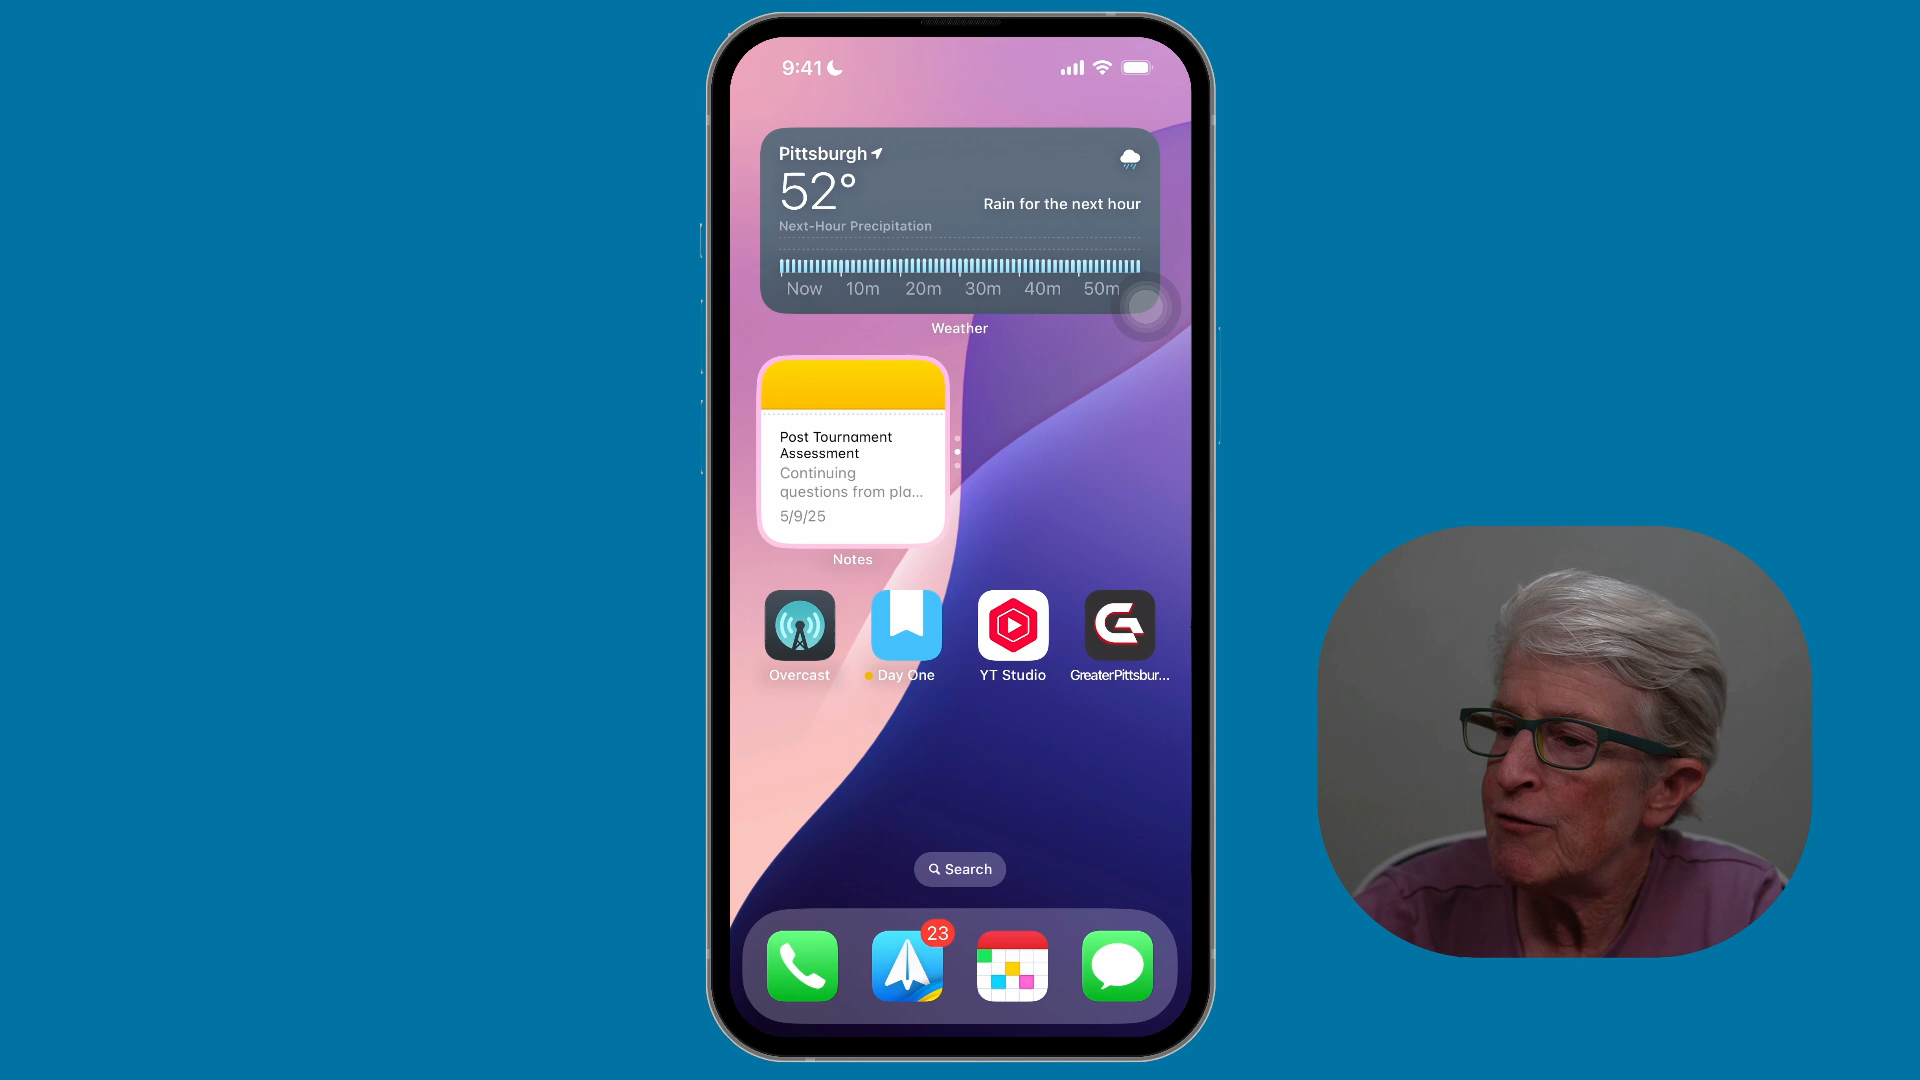 9:41
Pittsburgh
52°
Rain for the next hour
Next-Hour Precipitation
Now 10m 20m 30m 40m 50m
Weather
Post Tournament
Assessment
Continuing
questions from pla...
5/9/25
Notes
Overcast
Day One
YT Studio
GreaterPittsbur...
Search
23